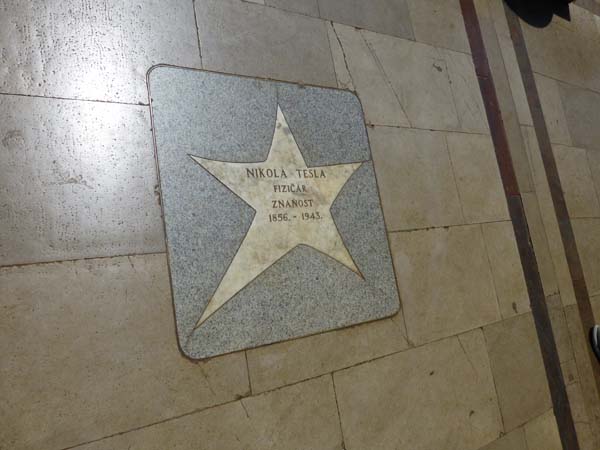 NIKOLA TESLA
FIZIČAR
ZNANOST
1856. - 1943.